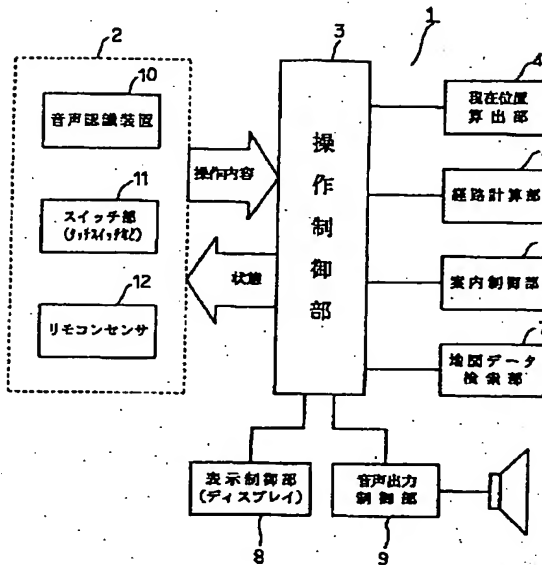 1
2
3
4
10
音声認識装置
現在位置
算出部
操作制御部
11
操作内容
スイッチ部
(タッチスイッチなど)
経路計算部
状態
案内制御部
12
リモコンセンサ
7
地図データ
検索部
表示制御部
(ディスプレイ)
音声出力
制御部
8
9